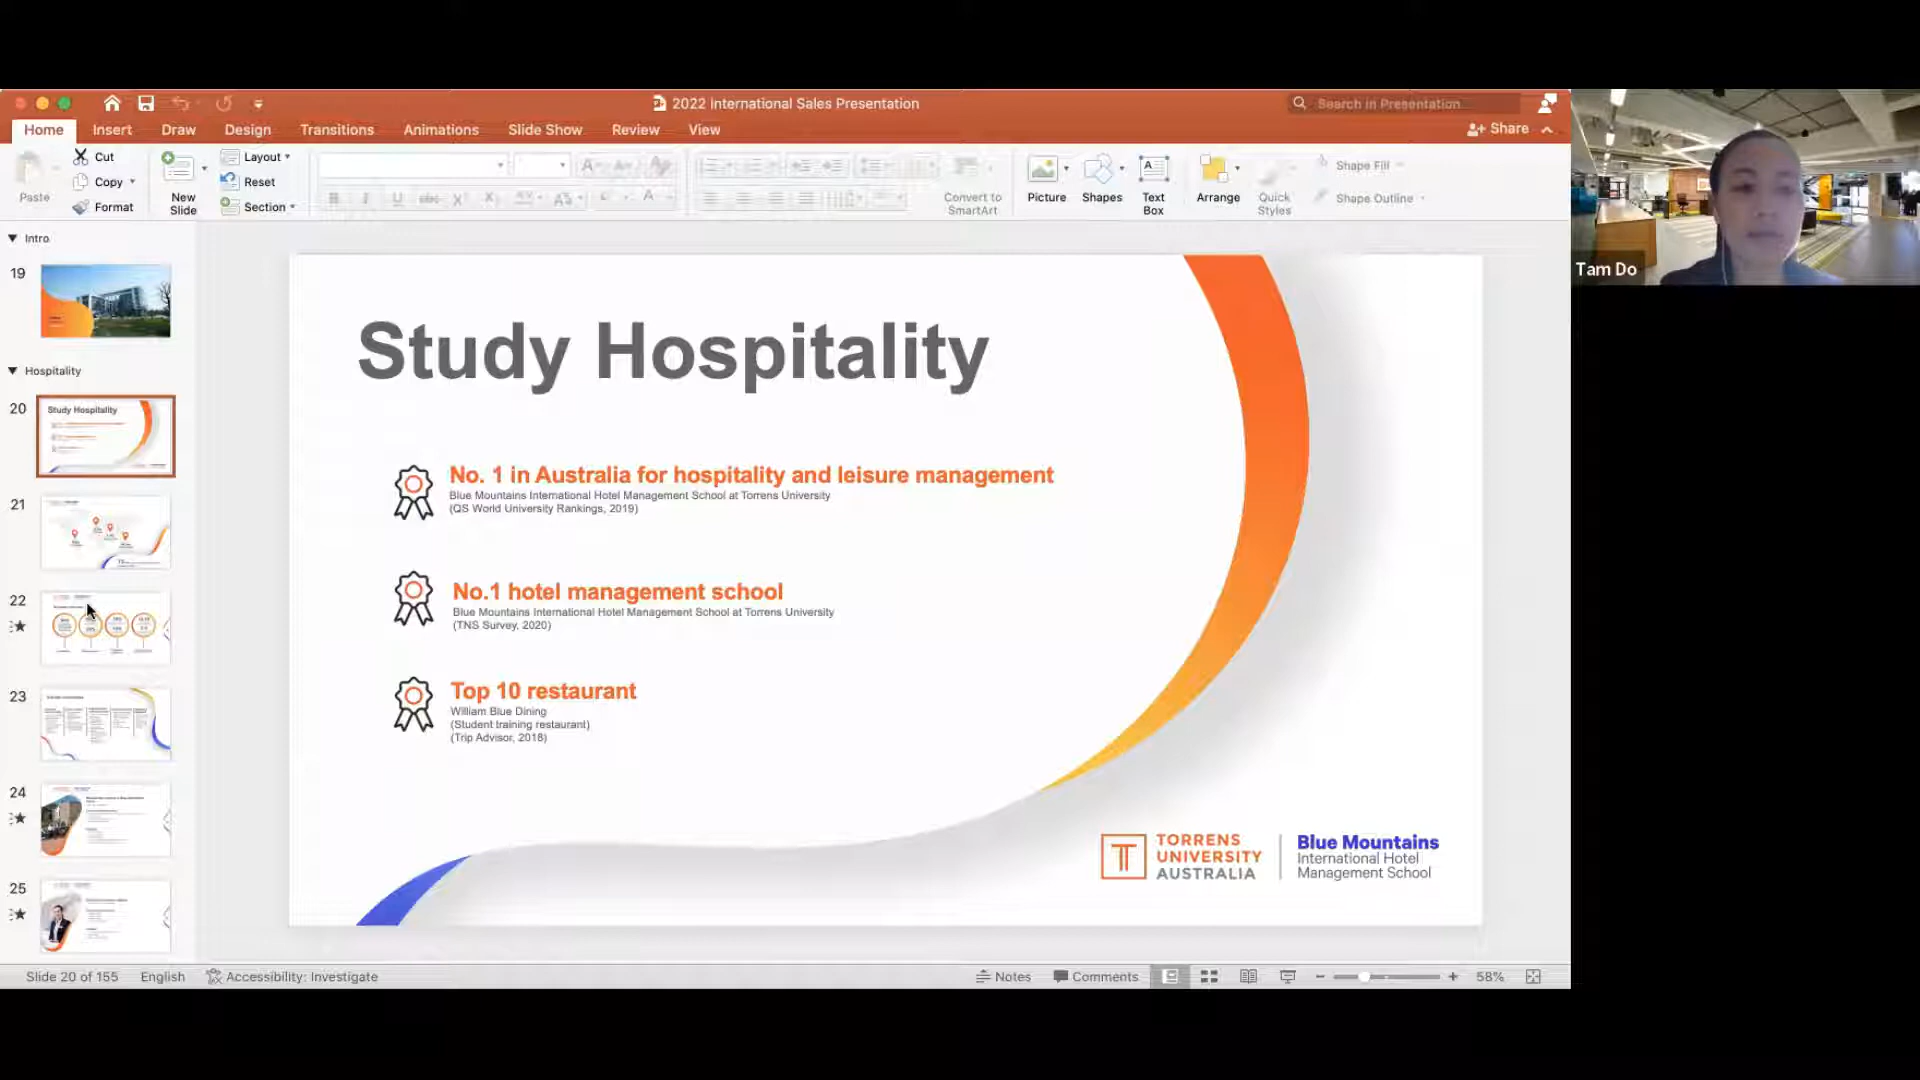 2022 International Sales Presentation
Search in Presentation
Home Insert Draw Design Transitions Animations Slide Show Review View
Share
Paste
Cut
Copy
Format
New
Slide
Layout
Reset
Section
Convert to
SmartArt
Picture
Shapes
Text
Box
Arrange
Quick
Styles
Shape Fill
Shape Outline
Tam Do
Intro
19
Hospitality
20
Study Hospitality
21
22
23
24
25
Study Hospitality
No. 1 in Australia for hospitality and leisure management
Blue Mountains International Hotel Management School at Torrens University
(QS World University Rankings, 2019)
No.1 hotel management school
Blue Mountains International Hotel Management School at Torrens University
(TNS Survey, 2020)
Top 10 restaurant
William Blue Dining
(Student training restaurant)
(Trip Advisor, 2018)
TORRENS
UNIVERSITY
AUSTRALIA
Blue Mountains
International Hotel
Management School
Slide 20 of 155 English Accessibility: Investigate Notes Comments 58%